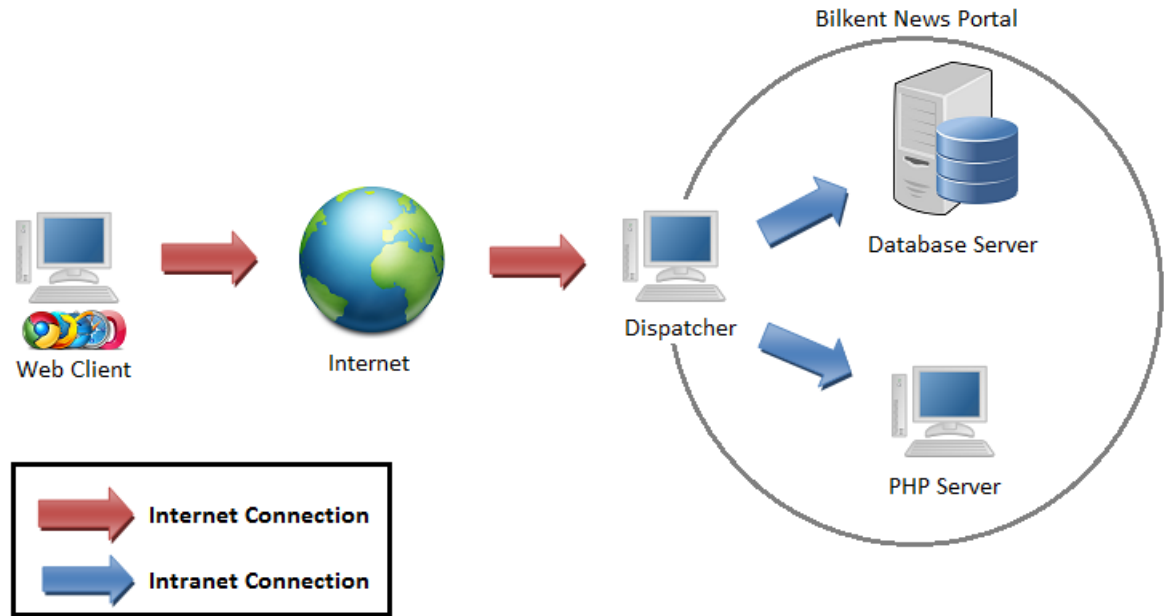 Bilkent News Portal
Database Server
Dispatcher
Internet
Web Client
PHP Server
Internet Connection
Intranet Connection